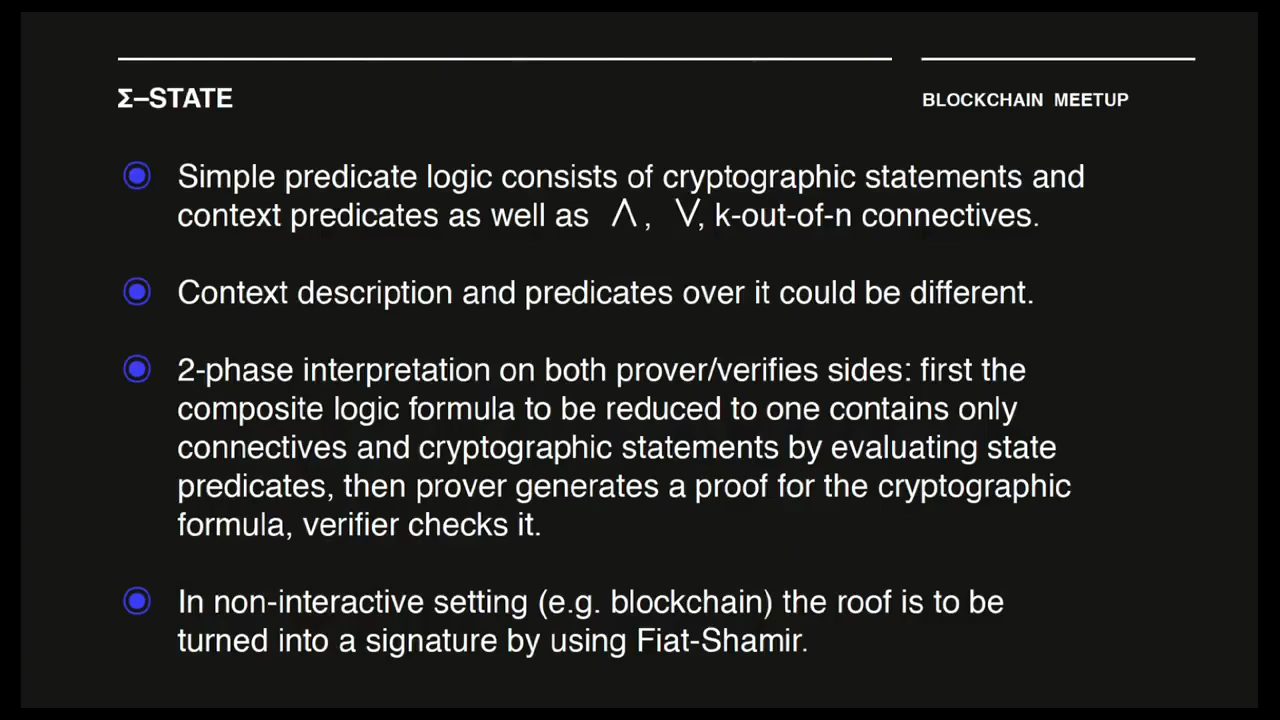 Σ–STATE
BLOCKCHAIN MEETUP
Simple predicate logic consists of cryptographic statements and
context predicates as well as ⋀, ⋁, k-out-of-n connectives.
Context description and predicates over it could be different.
2-phase interpretation on both prover/verifies sides: first the
composite logic formula to be reduced to one contains only
connectives and cryptographic statements by evaluating state
predicates, then prover generates a proof for the cryptographic
formula, verifier checks it.
In non-interactive setting (e.g. blockchain) the roof is to be
turned into a signature by using Fiat-Shamir.